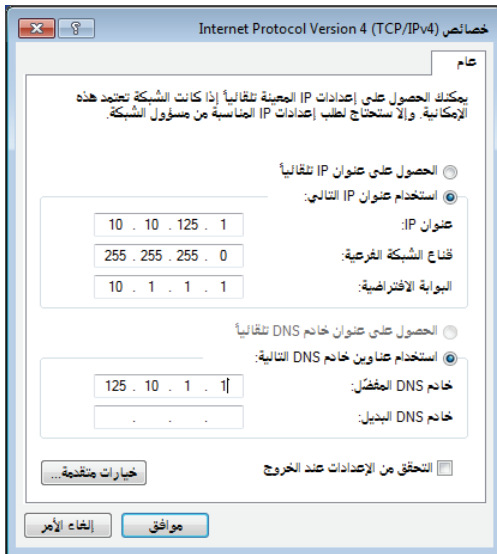 خصائص Internet Protocol Version 4 (TCP/IPv4)
عام
يمكنك الحصول على إعدادات IP المعينة تلقائياً إذا كانت الشبكة تعتمد هذه
الإمكانية. وإلا ستحتاج لطلب إعدادات IP المناسبة من مسؤول الشبكة.
الحصول على عنوان IP تلقائياً
استخدام عنوان IP التالي:
عنوان IP: 10 . 10 . 125 . 1
قناع الشبكة الفرعية: 255 . 255 . 255 . 0
البوابة الافتراضية: 10 . 1 . 1 . 1
الحصول على عنوان خادم DNS تلقائياً
استخدام عناوين خادم DNS التالية:
خادم DNS المفضّل: 125 . 10 . 1 . 1
خادم DNS البديل: . . .
التحقق من الإعدادات عند الخروج
خيارات متقدمة...
موافق
إلغاء الأمر